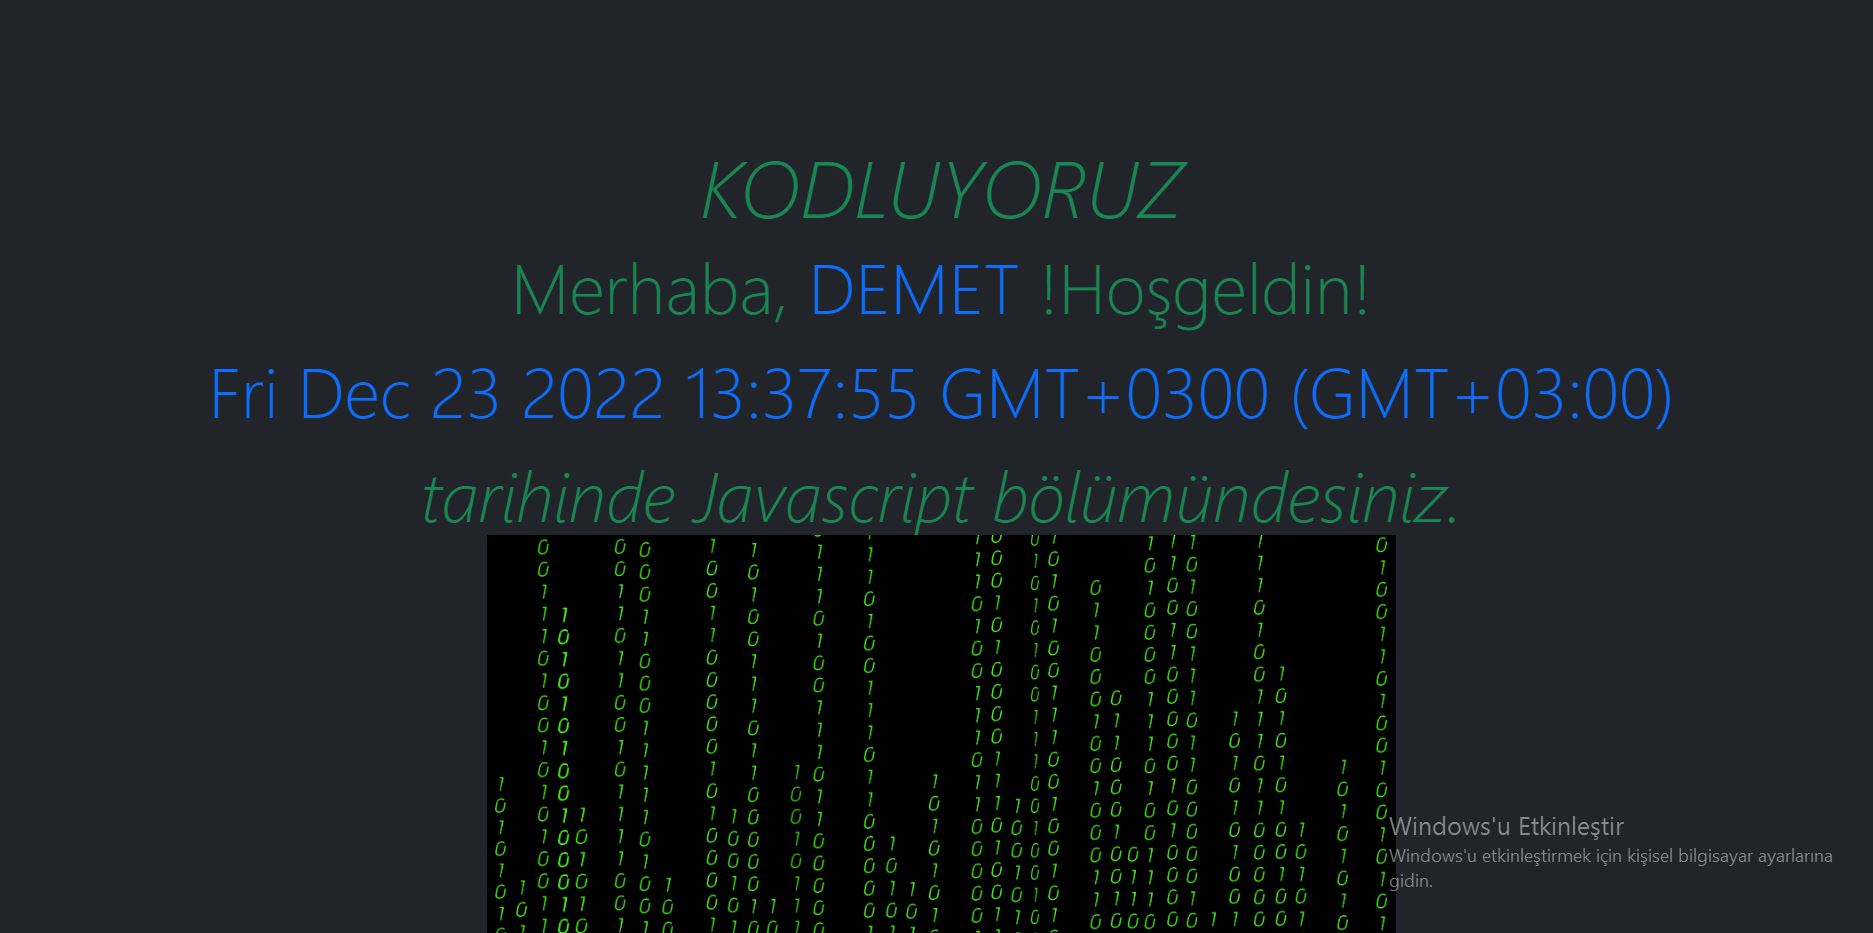 KODLUYORUZ
Merhaba, DEMET !Hoşgeldin!
Fri Dec 23 2022 13:37:55 GMT+0300 (GMT+03:00)
tarihinde Javascript bölümündesiniz.
Windows'u Etkinleştir
Windows'u etkinleştirmek için kişisel bilgisayar ayarlarına
gidin.